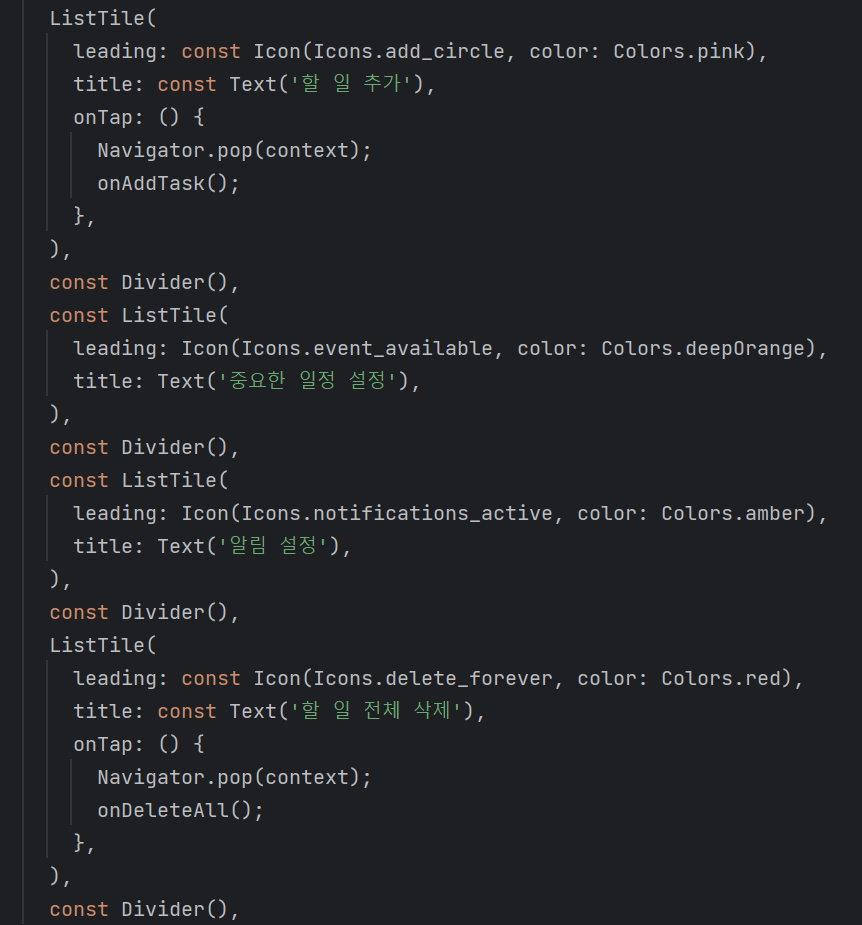 ListTile(
  leading: const Icon(Icons.add_circle, color: Colors.pink),
  title: const Text('할 일 추가'),
  onTap: () {
    Navigator.pop(context);
    onAddTask();
  },
),
const Divider(),
const ListTile(
  leading: Icon(Icons.event_available, color: Colors.deepOrange),
  title: Text('중요한 일정 설정'),
),
const Divider(),
const ListTile(
  leading: Icon(Icons.notifications_active, color: Colors.amber),
  title: Text('알림 설정'),
),
const Divider(),
ListTile(
  leading: const Icon(Icons.delete_forever, color: Colors.red),
  title: const Text('할 일 전체 삭제'),
  onTap: () {
    Navigator.pop(context);
    onDeleteAll();
  },
),
const Divider(),